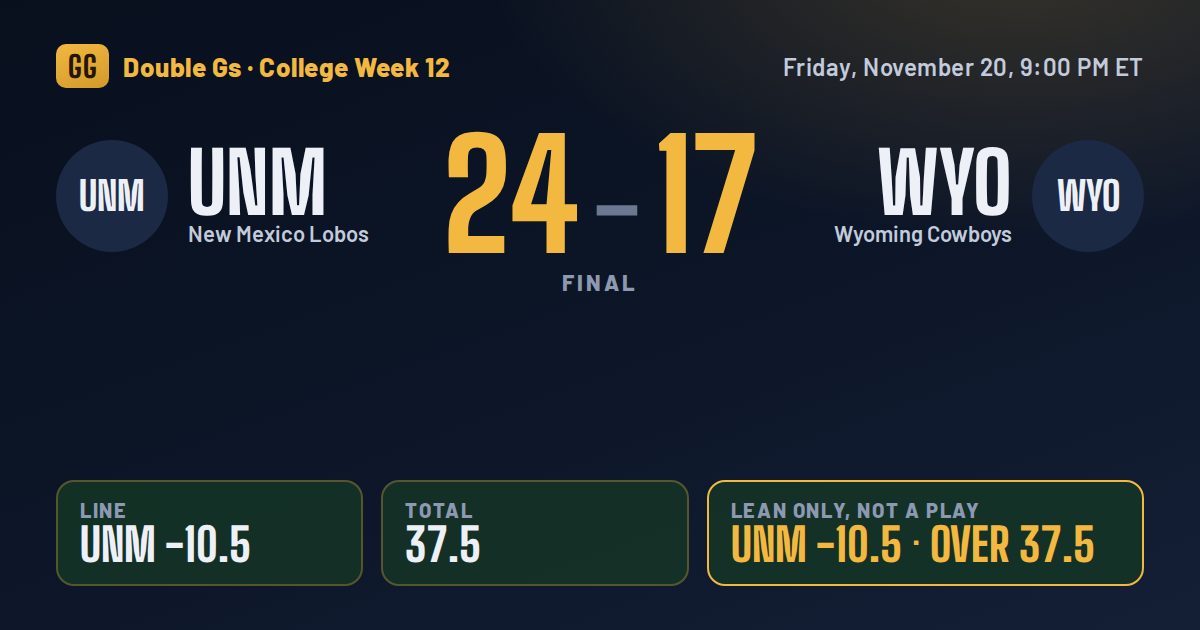 GG Double Gs · College Week 12
Friday, November 20, 9:00 PM ET
UNM
UNM
New Mexico Lobos
24 – 17
FINAL
WYO
Wyoming Cowboys
WYO
LINE
UNM −10.5
TOTAL
37.5
LEAN ONLY, NOT A PLAY
UNM −10.5 · OVER 37.5